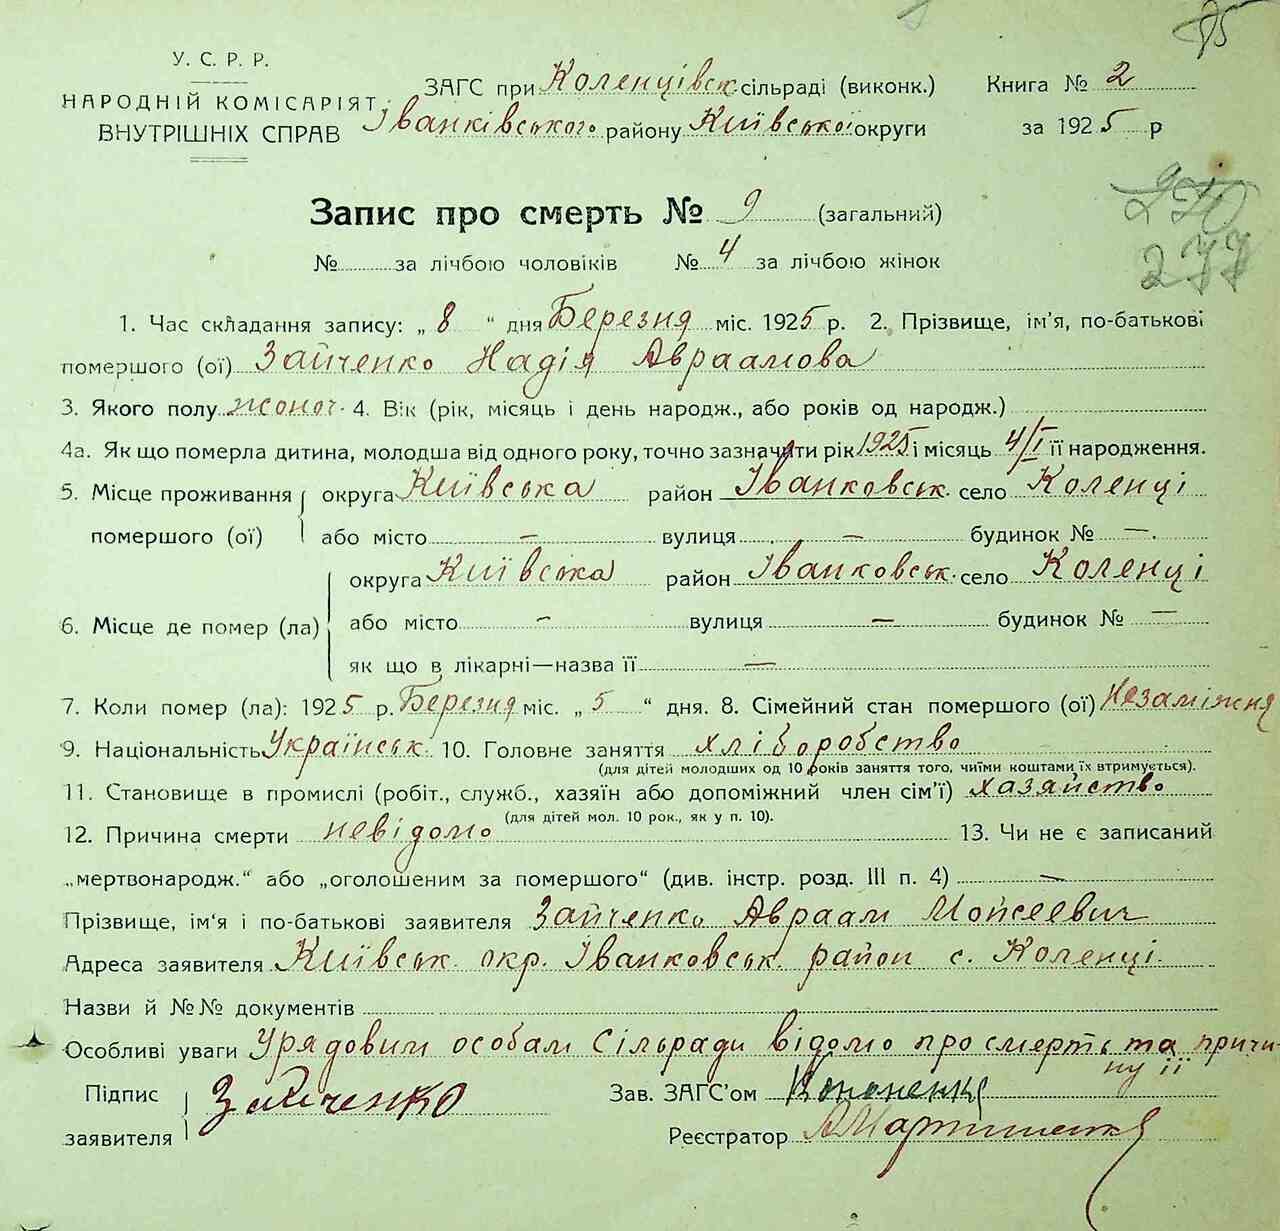 75
У. С. Р. Р.
НАРОДНІЙ КОМІСАРІЯТ
ВНУТРІШНІХ СПРАВ
ЗАГС при Коленцівськ. сільраді (виконк.)
Іванківського району Київської округи
Книга № 2
за 1925 р
Запис про смерть № 9 (загальний)
270
277
№ за лічбою чоловіків № 4 за лічбою жінок
1. Час складання запису: „ 8 “ дня Березня міс. 1925 р. 2. Прізвище, ім'я, по-батькові
помершого (ої) Зайченко Надія Авраамова
3. Якого полу жоноч. 4. Вік (рік, місяць і день народж., або років од народж.)
4а. Як що померла дитина, молодша від одного року, точно зазначити рік 1925 і місяць 4/I її народження.
5. Місце проживання округа Київська район Іванковськ. село Коленці
помершого (ої) або місто — вулиця — будинок № —.
округа Київська район Іванковськ. село Коленці
6. Місце де помер (ла) або місто — вулиця — будинок № —
як що в лікарні—назва її —
7. Коли помер (ла): 1925 р. Березня міс. „ 5 “ дня. 8. Сімейний стан помершого (ої) Незаміжня
9. Національність Українськ. 10. Головне заняття хліборобство
(для дітей молодших од 10 років заняття того, чиїми коштами їх втримується).
11. Становище в промислі (робіт., служб., хазяїн або допоміжний член сім'ї) хазяйство
(для дітей мол. 10 рок., як у п. 10).
12. Причина смерти невідомо 13. Чи не є записаний
„мертвонародж.“ або „оголошеним за помершого“ (див. інстр. розд. III п. 4) —
Прізвище, ім'я і по-батькові заявителя Зайченко Авраам Мойсеевич
Адреса заявителя Київськ. окр. Іванковськ. район с. Коленці.
Назви й №№ документів
Особливі уваги Урядовим особам Сільради відомо про смерть та причи-
ну її
Підпис заявителя Зайченко
Зав. ЗАГС'ом Кононенко
Реєстратор А Мартиненко